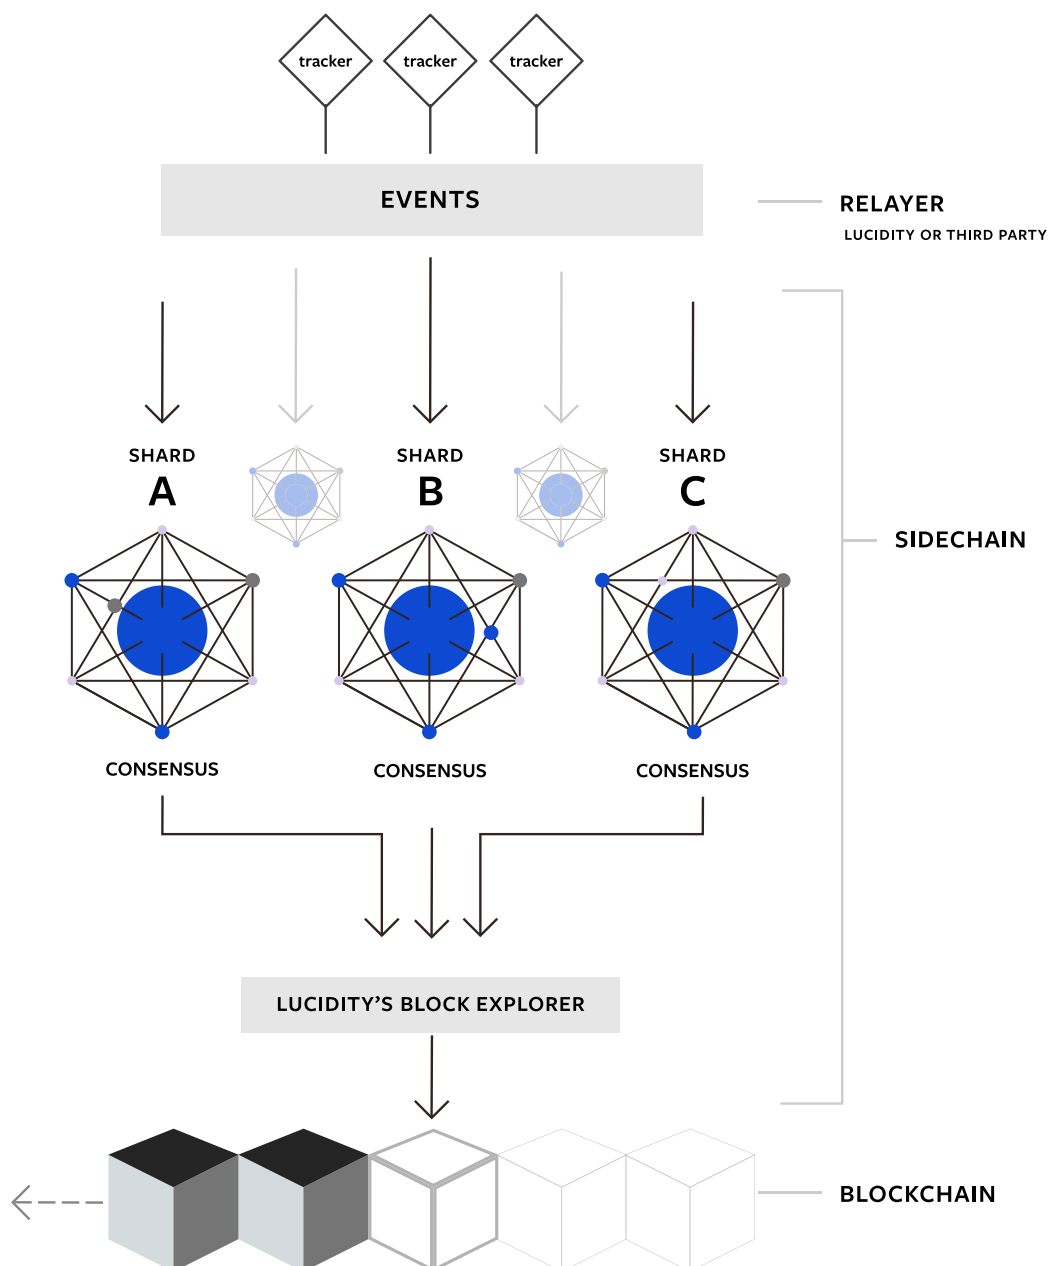 tracker tracker tracker
EVENTS
RELAYER
LUCIDITY OR THIRD PARTY
SHARD SHARD SHARD
A B C
SIDECHAIN
CONSENSUS CONSENSUS CONSENSUS
LUCIDITY’S BLOCK EXPLORER
BLOCKCHAIN